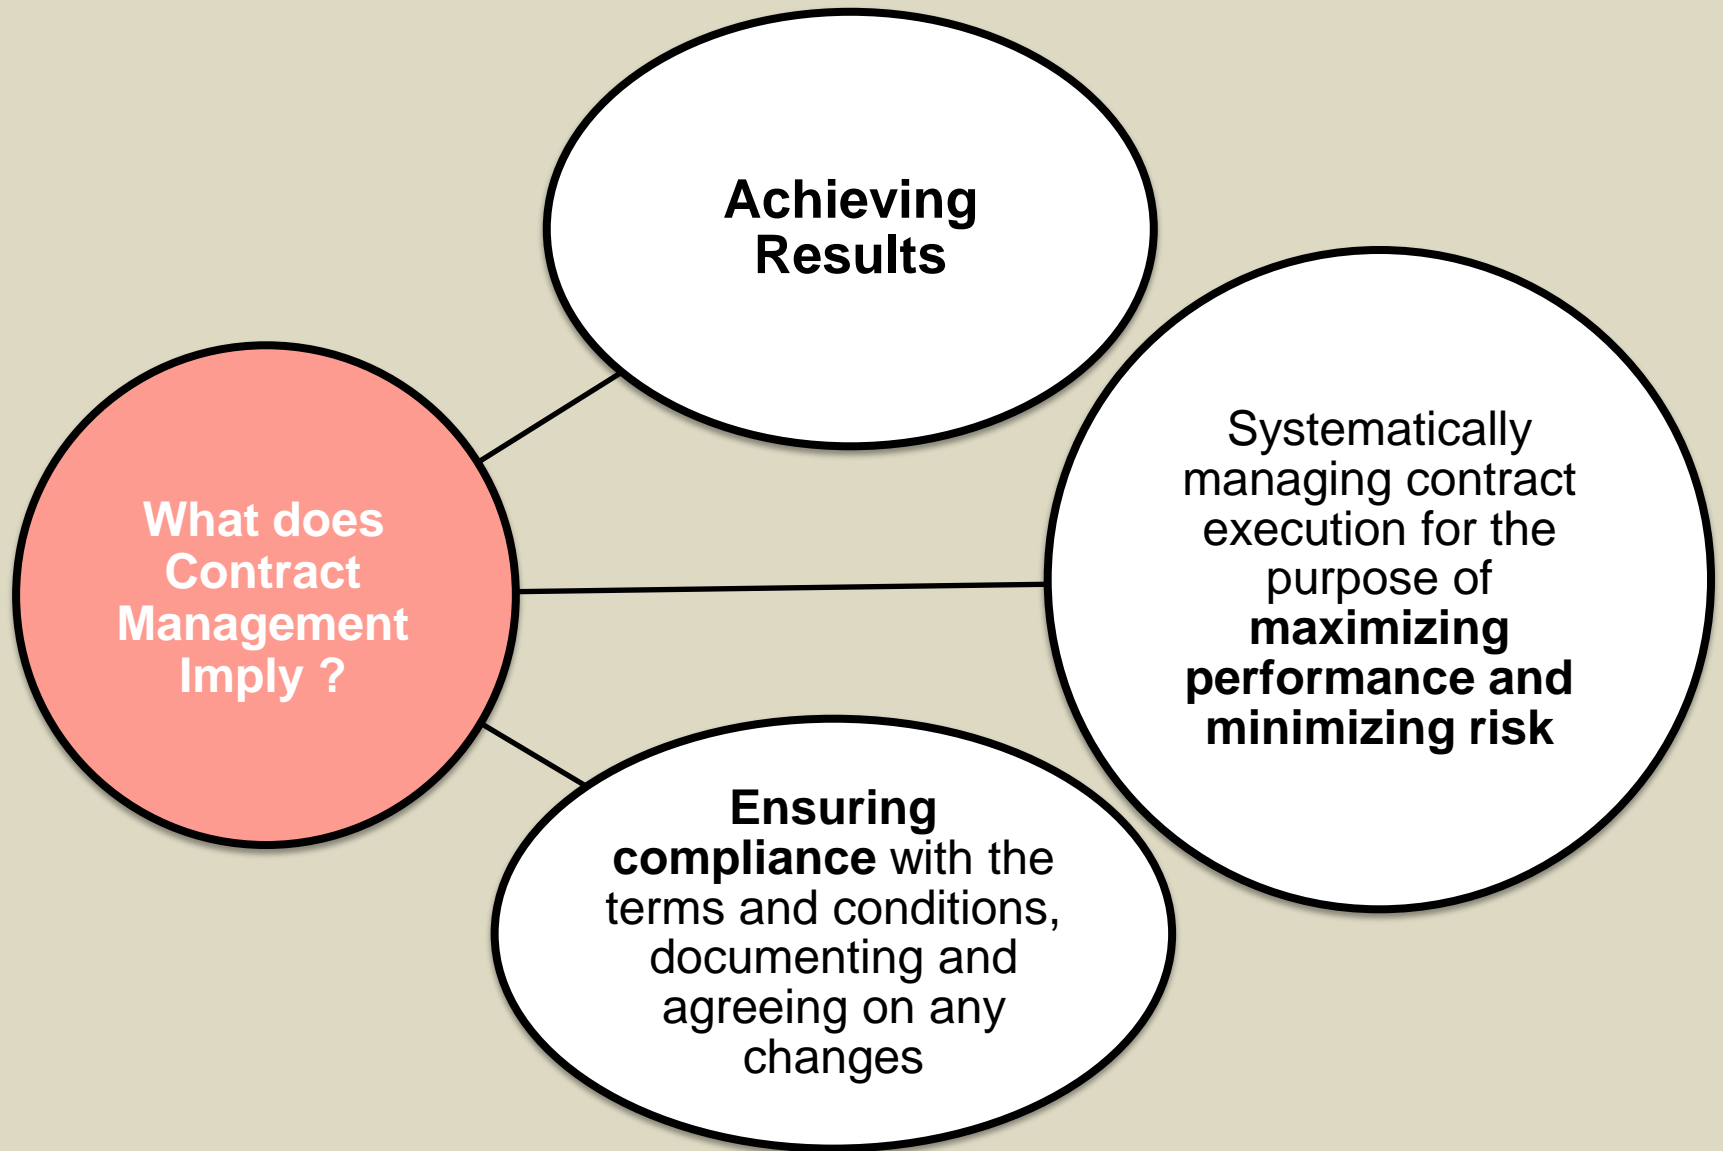 What does
Contract
Management
Imply ?
Achieving
Results
Systematically
managing contract
execution for the
purpose of
maximizing
performance and
minimizing risk
Ensuring
compliance with the
terms and conditions,
documenting and
agreeing on any
changes